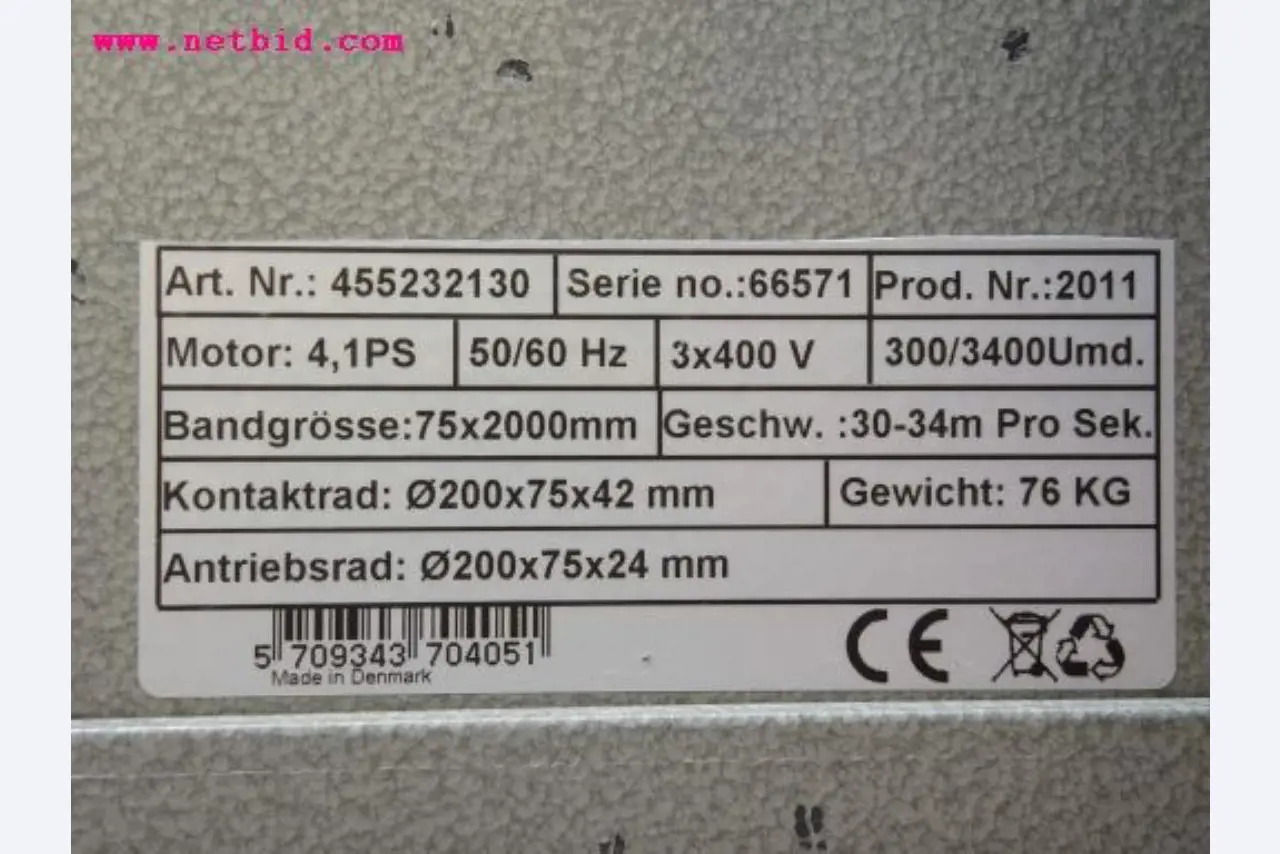 www.netbid.com
Art. Nr.: 455232130 Serie no.:66571 Prod. Nr.:2011
Motor: 4,1PS 50/60 Hz 3x400 V 300/3400Umd.
Bandgrösse:75x2000mm Geschw. :30-34m Pro Sek.
Kontaktrad: Ø200x75x42 mm Gewicht: 76 KG
Antriebsrad: Ø200x75x24 mm
5 709343 704051 CE
Made in Denmark